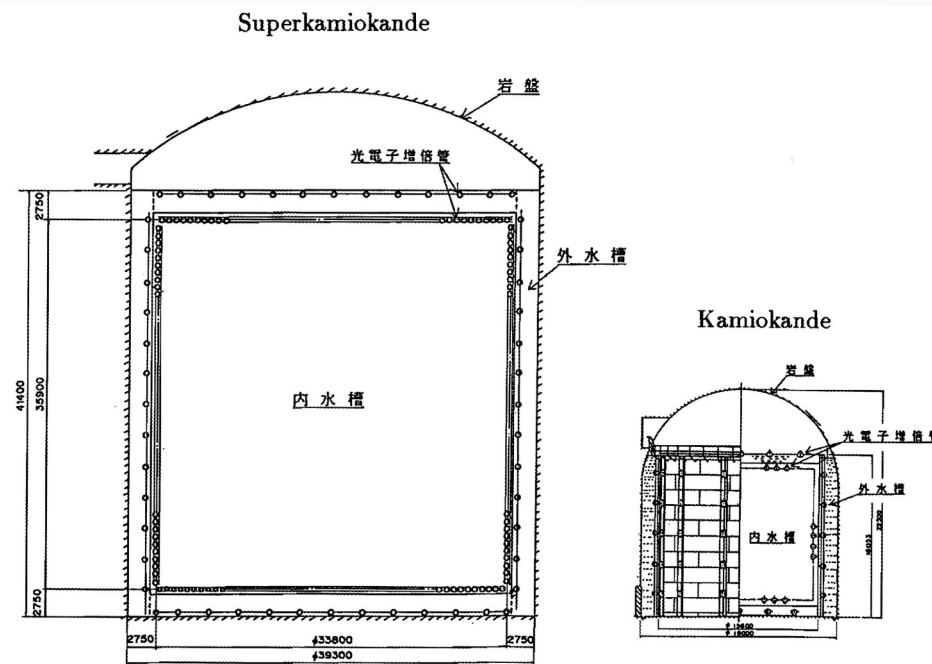 Superkamiokande
岩盤
光電子増倍管
外水槽
内水槽
2750
41400
35900
2750
2750
ϕ33800
2750
ϕ39300
Kamiokande
岩盤
光電子増倍管
外水槽
内水槽
ϕ19000